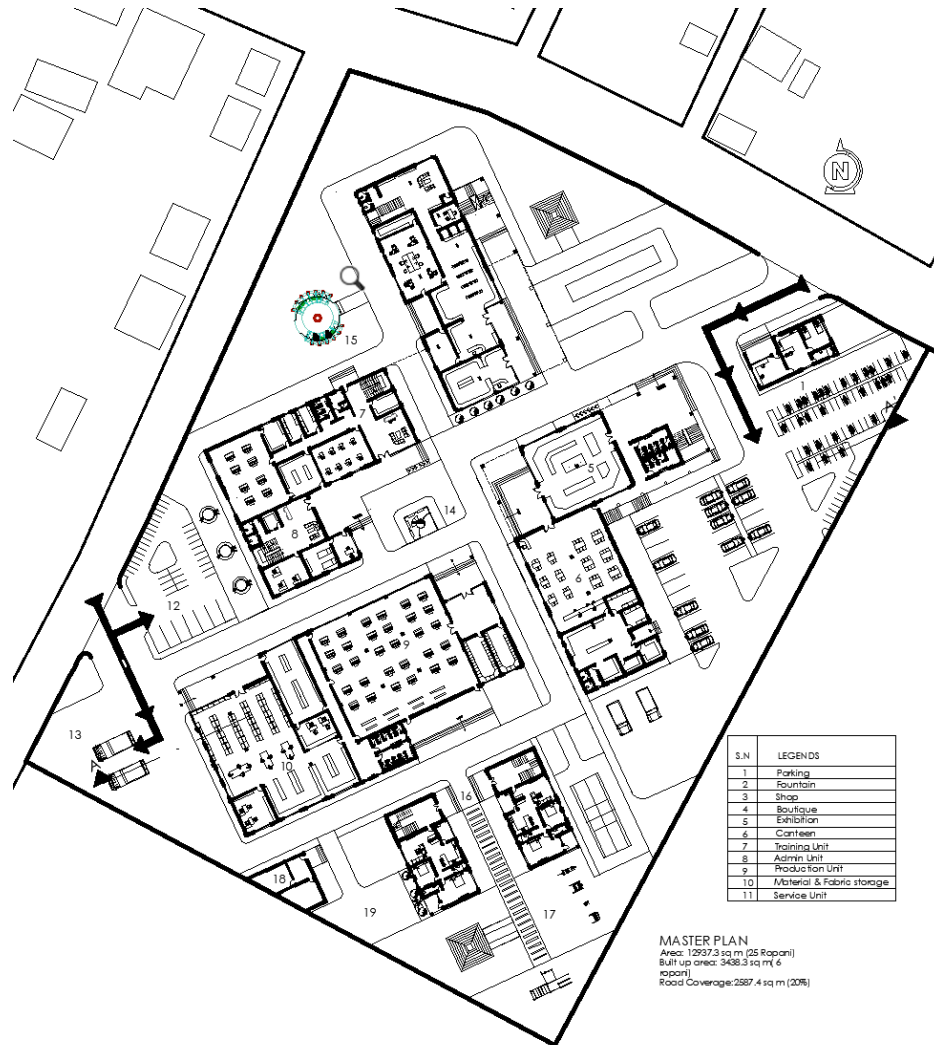 N
15
1
7
5
14
8
6
12
9
13
A
A'
10
16
18
19
17
S.N LEGENDS
1 Parking
2 Fountain
3 Shop
4 Boutique
5 Exhibition
6 Canteen
7 Training Unit
8 Admin Unit
9 Production Unit
10 Material & Fabric storage
11 Service Unit
MASTER PLAN
Area: 12937.3 sq m (25 Ropani)
Built up area: 3438.3 sq m( 6
ropani)
Road Coverage: 2587.4 sq m (20%)